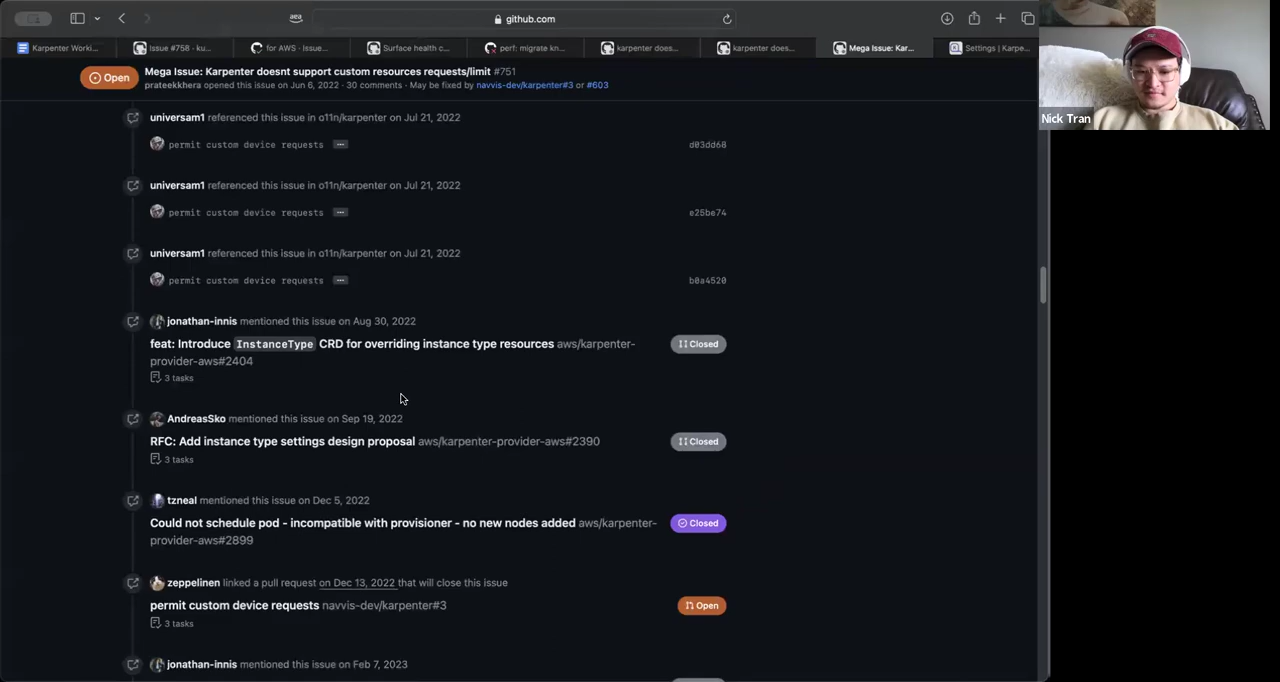 github.com
Karpenter Worki...
Issue #758 · ku...
for AWS · Issue...
Surface health c...
perf: migrate kn...
karpenter does...
karpenter does...
Mega Issue: Kar...
Settings | Karpe...
Open
Mega Issue: Karpenter doesnt support custom resources requests/limit #751
prateekkhera opened this issue on Jun 6, 2022 · 30 comments · May be fixed by navvis-dev/karpenter#3 or #603
Nick Tran
universam1 referenced this issue in o11n/karpenter on Jul 21, 2022
permit custom device requests ... d03dd68
universam1 referenced this issue in o11n/karpenter on Jul 21, 2022
permit custom device requests ... e25be74
universam1 referenced this issue in o11n/karpenter on Jul 21, 2022
permit custom device requests ... b0a4520
jonathan-innis mentioned this issue on Aug 30, 2022
feat: Introduce InstanceType CRD for overriding instance type resources aws/karpenter-
provider-aws#2404
Closed
3 tasks
AndreasSko mentioned this issue on Sep 19, 2022
RFC: Add instance type settings design proposal aws/karpenter-provider-aws#2390
Closed
3 tasks
tzneal mentioned this issue on Dec 5, 2022
Could not schedule pod - incompatible with provisioner - no new nodes added aws/karpenter-
provider-aws#2899
Closed
zeppelinen linked a pull request on Dec 13, 2022 that will close this issue
permit custom device requests navvis-dev/karpenter#3
Open
3 tasks
jonathan-innis mentioned this issue on Feb 7, 2023